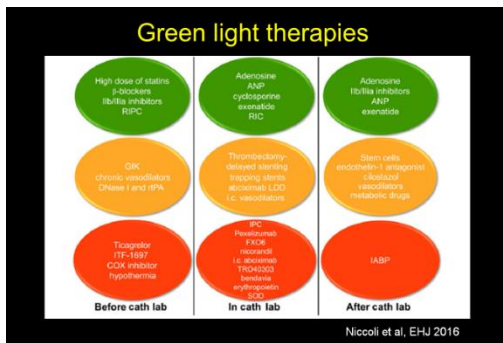 Green light therapies
High dose of statins
β-blockers
IIb/IIIa inhibitors
RIPC
Adenosine
ANP
cyclosporine
exenatide
RIC
Adenosine
IIb/IIIa inhibitors
ANP
exenatide
GIK
chronic vasodilators
DNase I and rtPA
Thrombectomy-
delayed stenting
trapping stents
abciximab LDD
i.c. vasodilators
Stem cells
endothelin-1 antagonist
cilostazol
vasodilators
metabolic drugs
Ticagrelor
ITF-1697
COX inhibitor
hypothermia
IPC
Pexelizumab
FX06
nicorandil
i.c. abciximab
TRO40303
bendavia
erythropoietin
SOD
IABP
Before cath lab
In cath lab
After cath lab
Niccoli et al, EHJ 2016